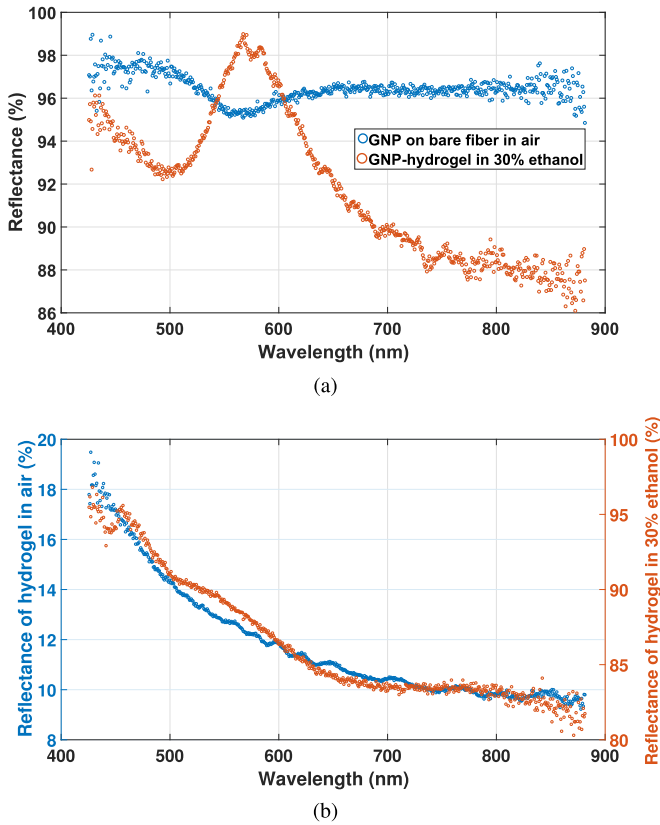 100
98
96
94
92
90
88
86
Reflectance (%)
GNP on bare fiber in air
GNP-hydrogel in 30% ethanol
400 500 600 700 800 900
Wavelength (nm)
(a)
20
18
16
14
12
10
8
Reflectance of hydrogel in air (%)
100
95
90
85
80
Reflectance of hydrogel in 30% ethanol (%)
400 500 600 700 800 900
Wavelength (nm)
(b)